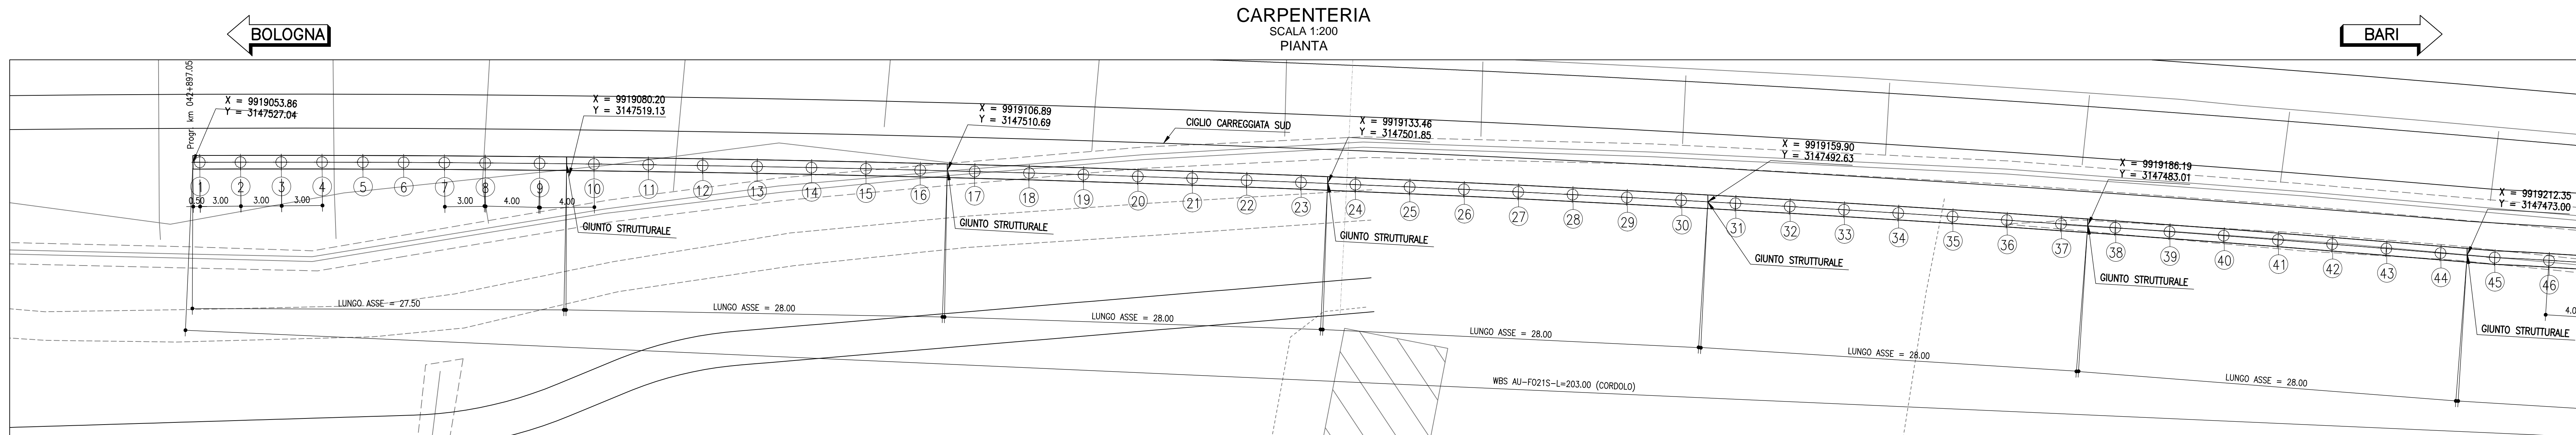 CARPENTERIA
SCALA 1:200
PIANTA
BOLOGNA
BARI
Progr. km 042+897.05
X = 9919053.86
Y = 3147527.04
X = 9919080.20
Y = 3147519.13
X = 9919106.89
Y = 3147510.69
CIGLIO CARREGGIATA SUD
X = 9919133.46
Y = 3147501.85
X = 9919159.90
Y = 3147492.63
X = 9919186.19
Y = 3147483.01
X = 9919212.35
Y = 3147473.00
1 2 3 4 5 6 7 8 9 10 11 12 13 14 15 16 17 18 19 20 21 22 23 24 25 26 27 28 29 30 31 32 33 34 35 36 37 38 39 40 41 42 43 44 45 46
0.50 3.00 3.00 3.00
3.00 4.00 4.00
GIUNTO STRUTTURALE
GIUNTO STRUTTURALE
GIUNTO STRUTTURALE
GIUNTO STRUTTURALE
GIUNTO STRUTTURALE
GIUNTO STRUTTURALE
LUNGO ASSE = 27.50
LUNGO ASSE = 28.00
LUNGO ASSE = 28.00
LUNGO ASSE = 28.00
LUNGO ASSE = 28.00
LUNGO ASSE = 28.00
WBS AU-F021S-L=203.00 (CORDOLO)